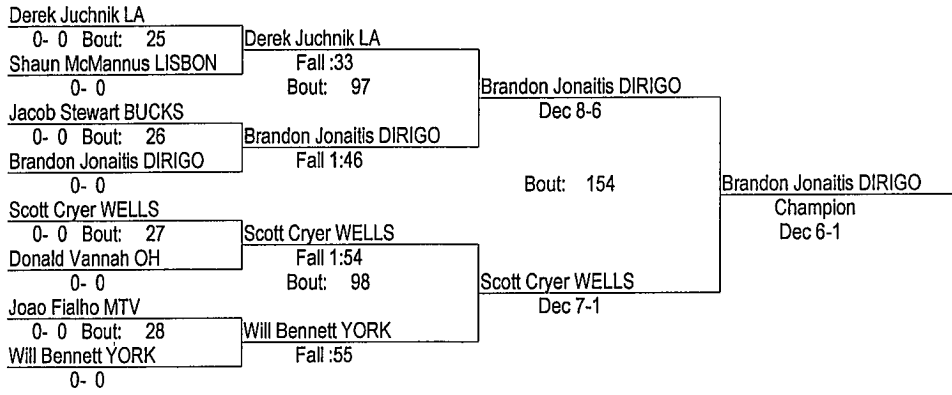 Derek Juchnik LA
0- 0 Bout: 25
Shaun McMannus LISBON
0- 0
Jacob Stewart BUCKS
0- 0 Bout: 26
Brandon Jonaitis DIRIGO
0- 0
Scott Cryer WELLS
0- 0 Bout: 27
Donald Vannah OH
0- 0
Joao Fialho MTV
0- 0 Bout: 28
Will Bennett YORK
0- 0
Derek Juchnik LA
Fall :33
Bout: 97
Brandon Jonaitis DIRIGO
Fall 1:46
Scott Cryer WELLS
Fall 1:54
Bout: 98
Will Bennett YORK
Fall :55
Brandon Jonaitis DIRIGO
Dec 8-6
Bout: 154
Scott Cryer WELLS
Dec 7-1
Brandon Jonaitis DIRIGO
Champion
Dec 6-1